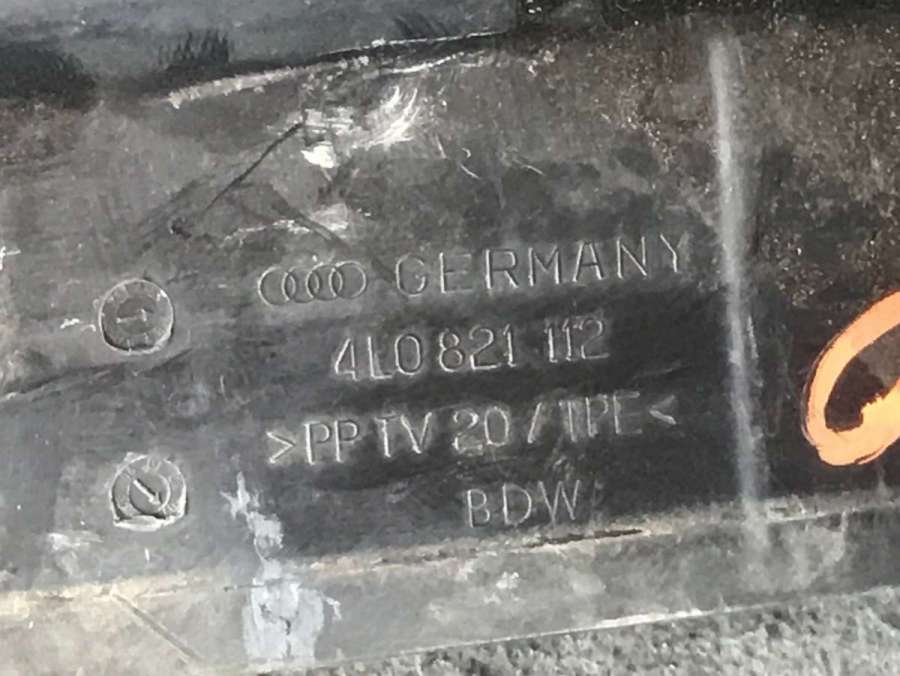 GERMANY
4L0 821 112
>PP TV 20 / TPE<
BDW